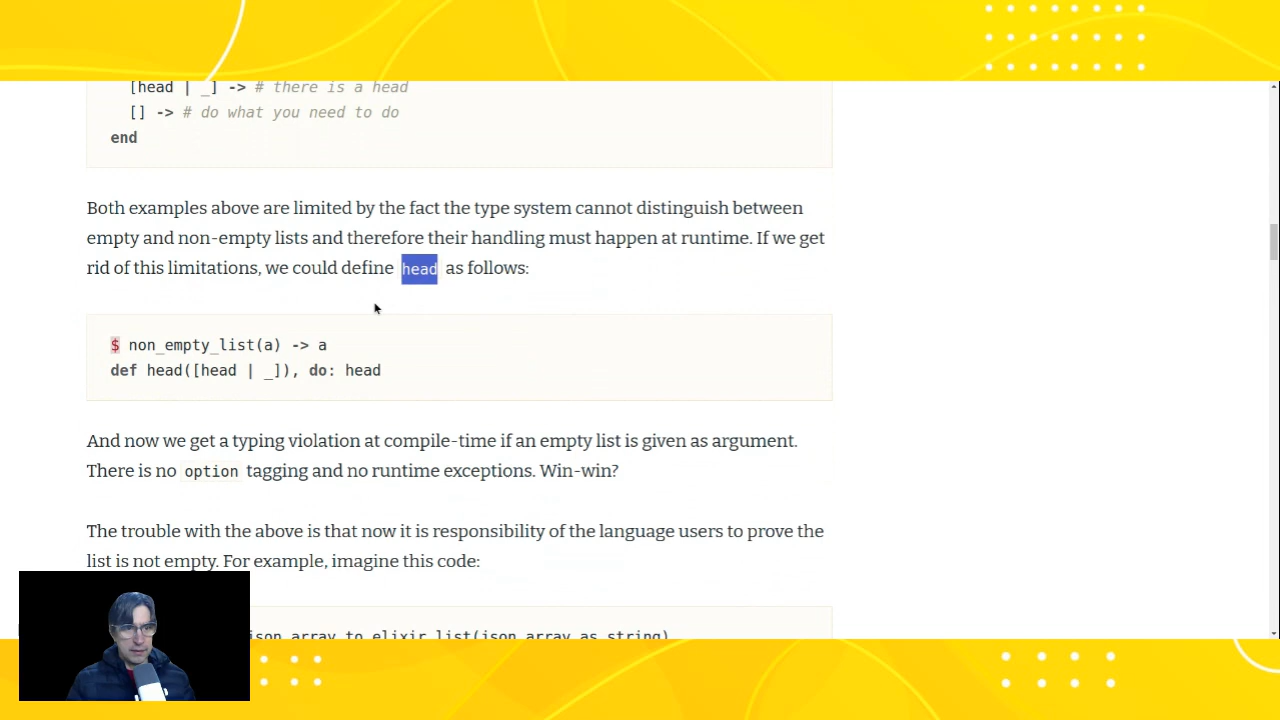 [head | _] -> # there is a head
[] -> # do what you need to do
end
Both examples above are limited by the fact the type system cannot distinguish between
empty and non-empty lists and therefore their handling must happen at runtime. If we get
rid of this limitations, we could define head as follows:
$ non_empty_list(a) -> a
def head([head | _]), do: head
And now we get a typing violation at compile-time if an empty list is given as argument.
There is no option tagging and no runtime exceptions. Win-win?
The trouble with the above is that now it is responsibility of the language users to prove the
list is not empty. For example, imagine this code:
json_array_to_elixir_list(json_array_as_string)